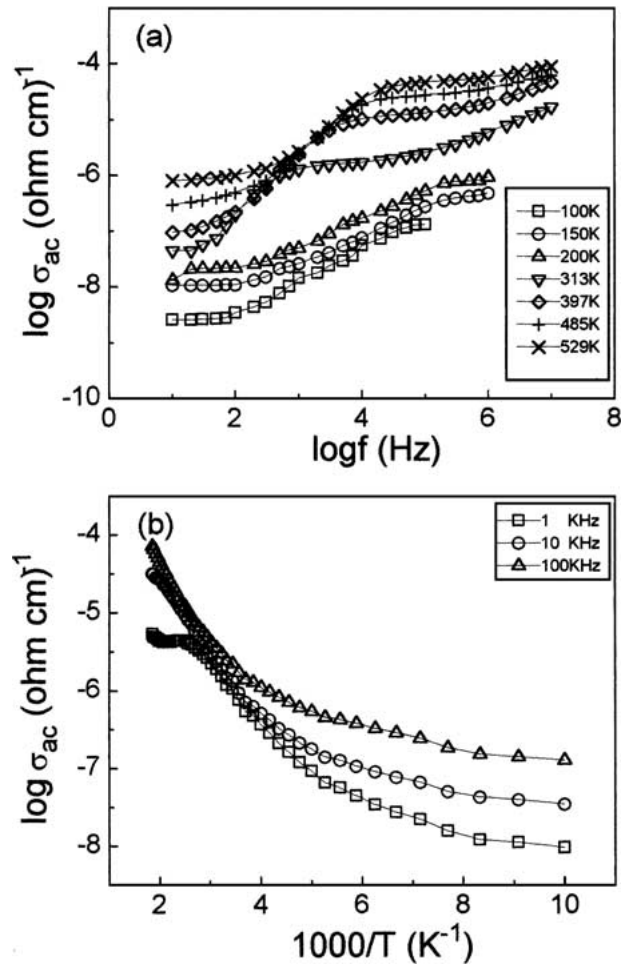 (a)
-4
-6
-8
-10
log σac (ohm cm)-1
100K
150K
200K
313K
397K
485K
529K
0 2 4 6 8
logf (Hz)
(b)
1 KHz
10 KHz
100KHz
-4
-5
-6
-7
-8
log σac (ohm cm)-1
2 4 6 8 10
1000/T (K-1)